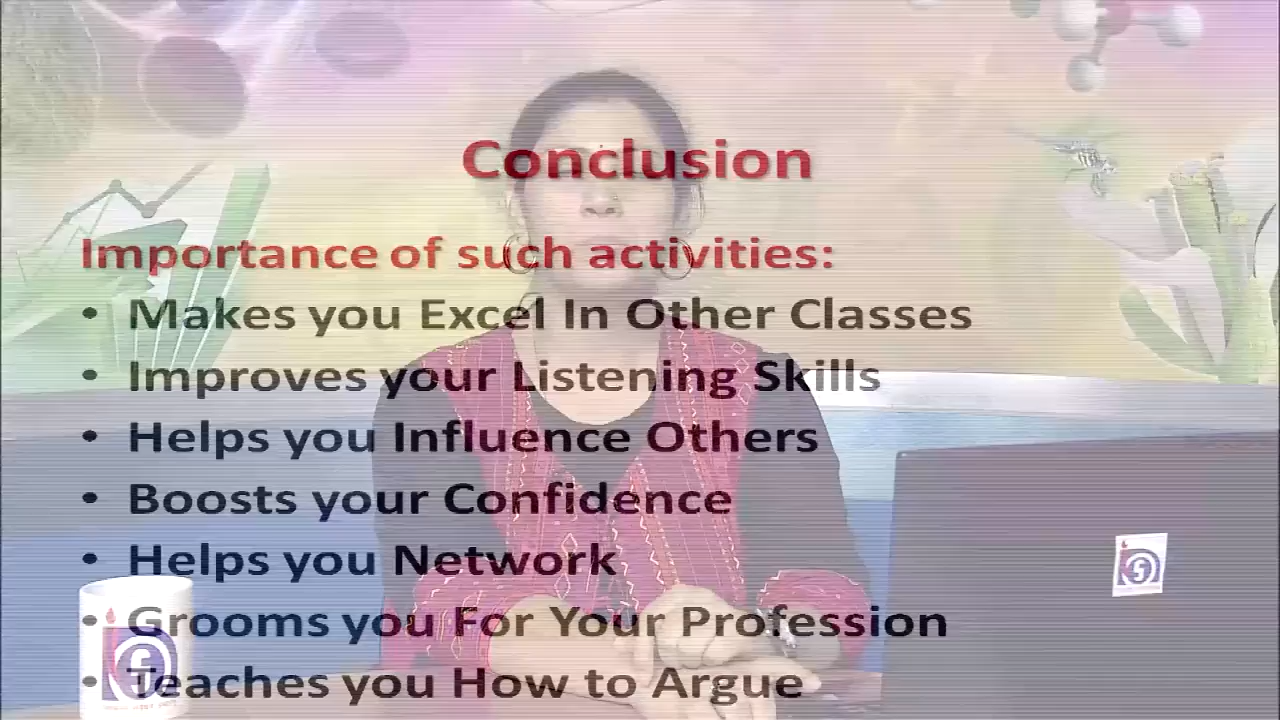 Conclusion
Importance of such activities:
• Makes you Excel In Other Classes
• Improves your Listening Skills
• Helps you Influence Others
• Boosts your Confidence
• Helps you Network
• Grooms you For Your Profession
• Teaches you How to Argue